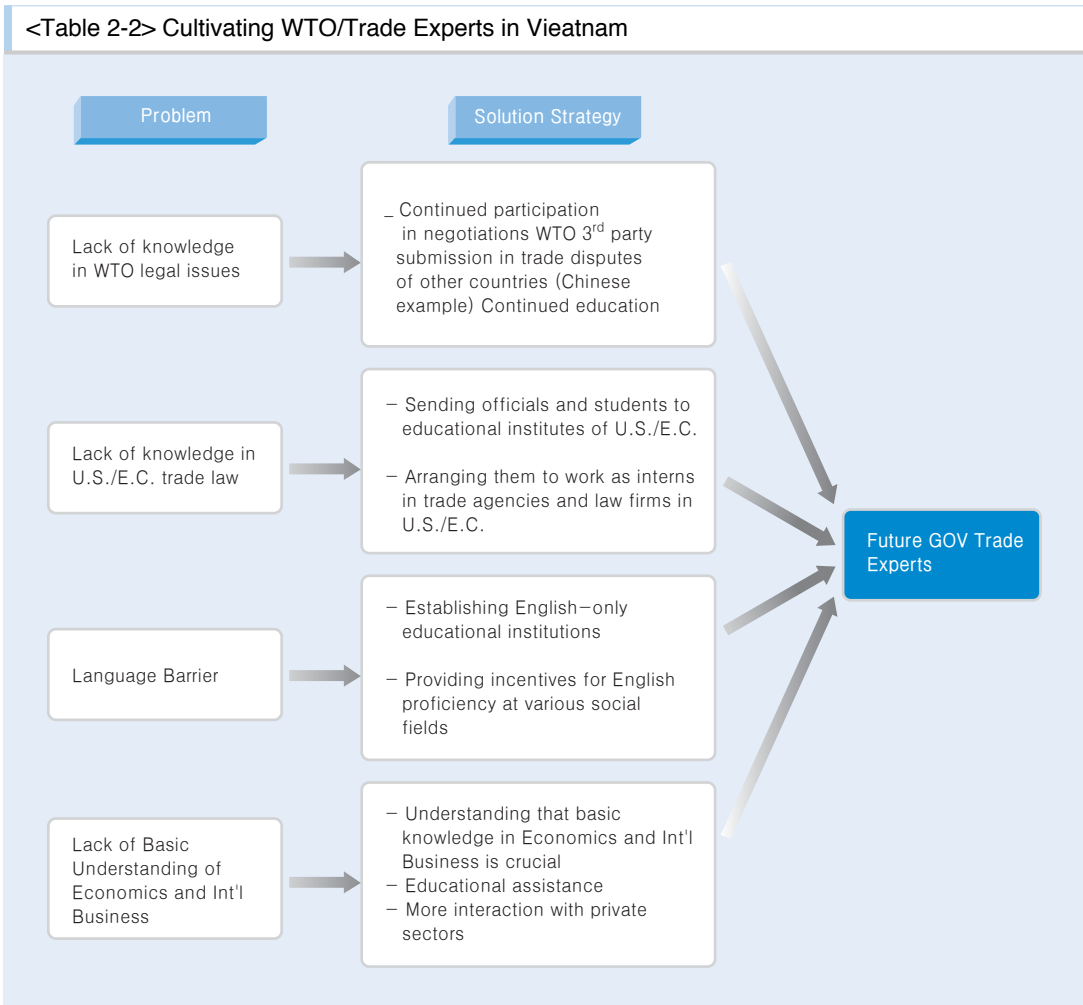 <Table 2-2> Cultivating WTO/Trade Experts in Vieatnam
Problem
Solution Strategy
Lack of knowledge
in WTO legal issues
_ Continued participation
in negotiations WTO 3rd party
submission in trade disputes
of other countries (Chinese
example) Continued education
Lack of knowledge in
U.S./E.C. trade law
− Sending officials and students to
educational institutes of U.S./E.C.
− Arranging them to work as interns
in trade agencies and law firms in
U.S./E.C.
Future GOV Trade
Experts
Language Barrier
− Establishing English−only
educational institutions
− Providing incentives for English
proficiency at various social
fields
Lack of Basic
Understanding of
Economics and Int'l
Business
− Understanding that basic
knowledge in Economics and Int'l
Business is crucial
− Educational assistance
− More interaction with private
sectors